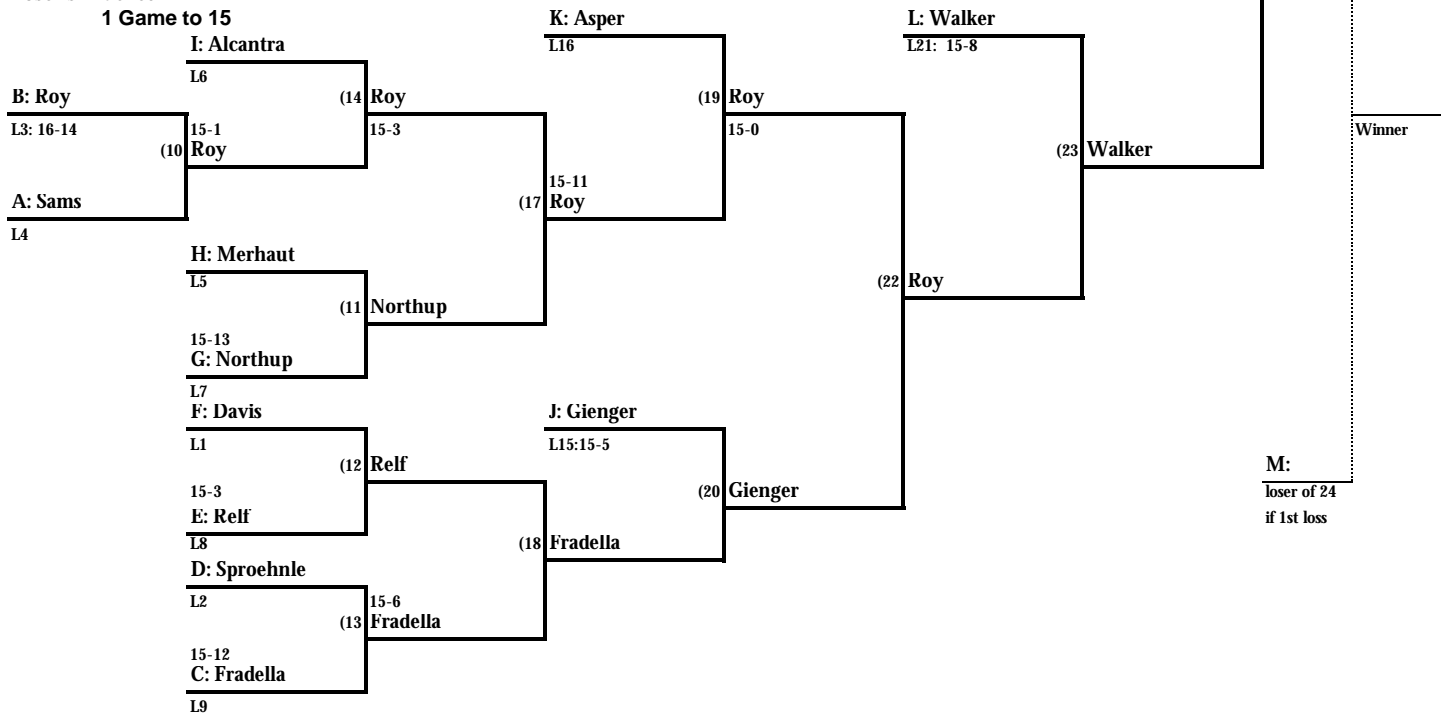 1 Game to 15
K: Asper
L: Walker
I: Alcantra
L16
L21: 15-8
L6
B: Roy
(14 Roy
(19 Roy
L3: 16-14
15-1
15-3
15-0
Winner
(10 Roy
(23 Walker
15-11
A: Sams
(17 Roy
L4
H: Merhaut
L5
(22 Roy
(11 Northup
15-13
G: Northup
L7
F: Davis
J: Gienger
L1
L15:15-5
(12 Relf
M:
15-3
(20 Gienger
loser of 24
E: Relf
if 1st loss
L8
(18 Fradella
D: Sproehnle
L2
15-6
(13 Fradella
15-12
C: Fradella
L9